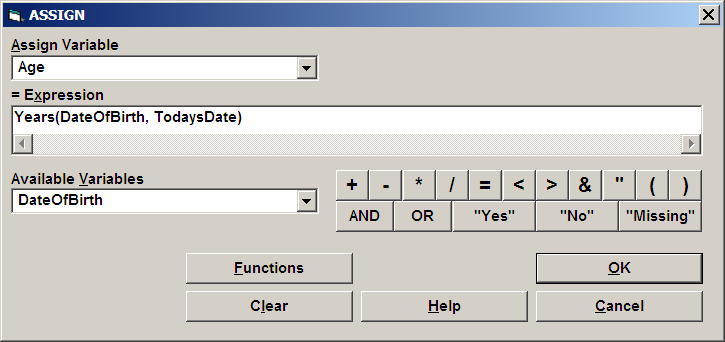 ASSIGN
Assign Variable
Age
= Expression
Years(DateOfBirth, TodaysDate)
Available Variables
DateOfBirth
+ - * / = < > & " ( )
AND OR "Yes" "No" "Missing"
Functions OK
Clear Help Cancel